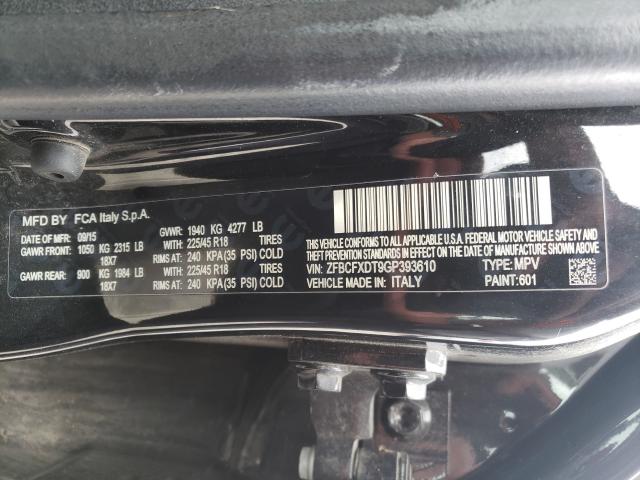 MFD BY FCA Italy S.p.A.
DATE OF MFR: 09/15 GVWR: 1940 KG 4277 LB
GAWR FRONT: 1050 KG 2315 LB WITH: 225/45 R18 TIRES
18X7 RIMS AT: 240 KPA (35 PSI) COLD
GAWR REAR: 900 KG 1984 LB WITH: 225/45 R18 TIRES
18X7 RIMS AT: 240 KPA (35 PSI) COLD
THIS VEHICLE CONFORMS TO ALL APPLICABLE U.S.A. FEDERAL MOTOR VEHICLE SAFETY AND
STANDARDS IN EFFECT ON THE DATE OF MANUFACTURE SHOWN ABOVE.
VIN: ZFBCFXDT9GP393610 TYPE: MPV
VEHICLE MADE IN: ITALY PAINT: 601